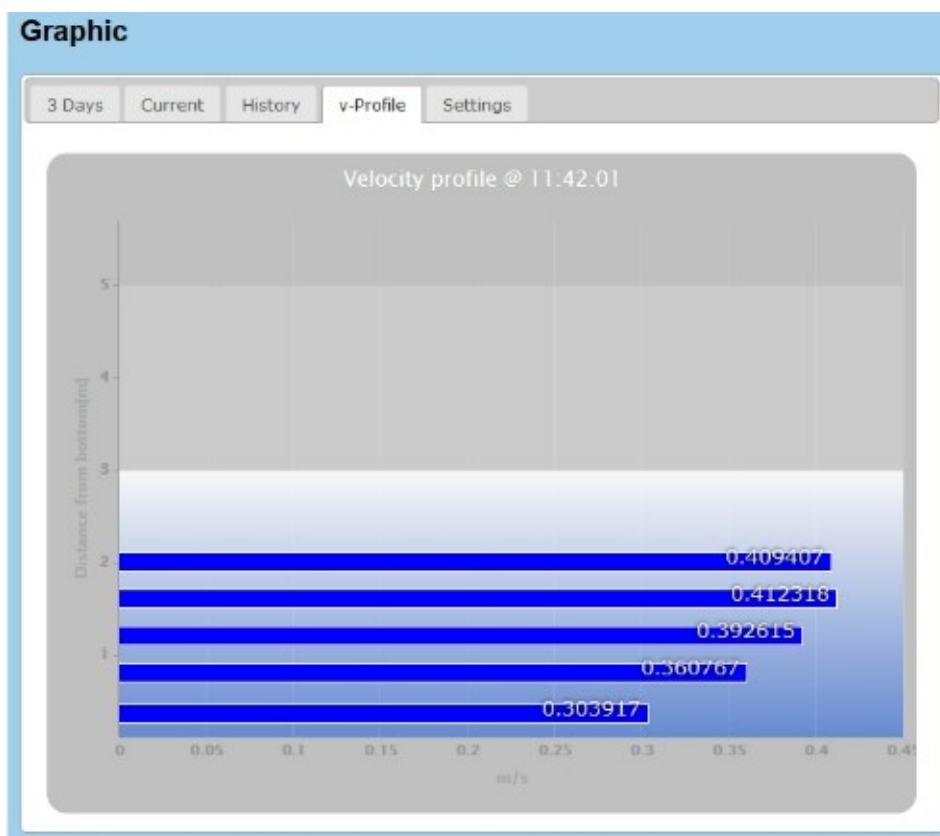 Graphic
3 Days Current History v-Profile Settings
Velocity profile @ 11:42:01
5
4
Distance from bottom[m]
3
2
0.409407
0.412318
0.392615
1
0.360767
0.303917
0 0.05 0.1 0.15 0.2 0.25 0.3 0.35 0.4 0.45
m/s